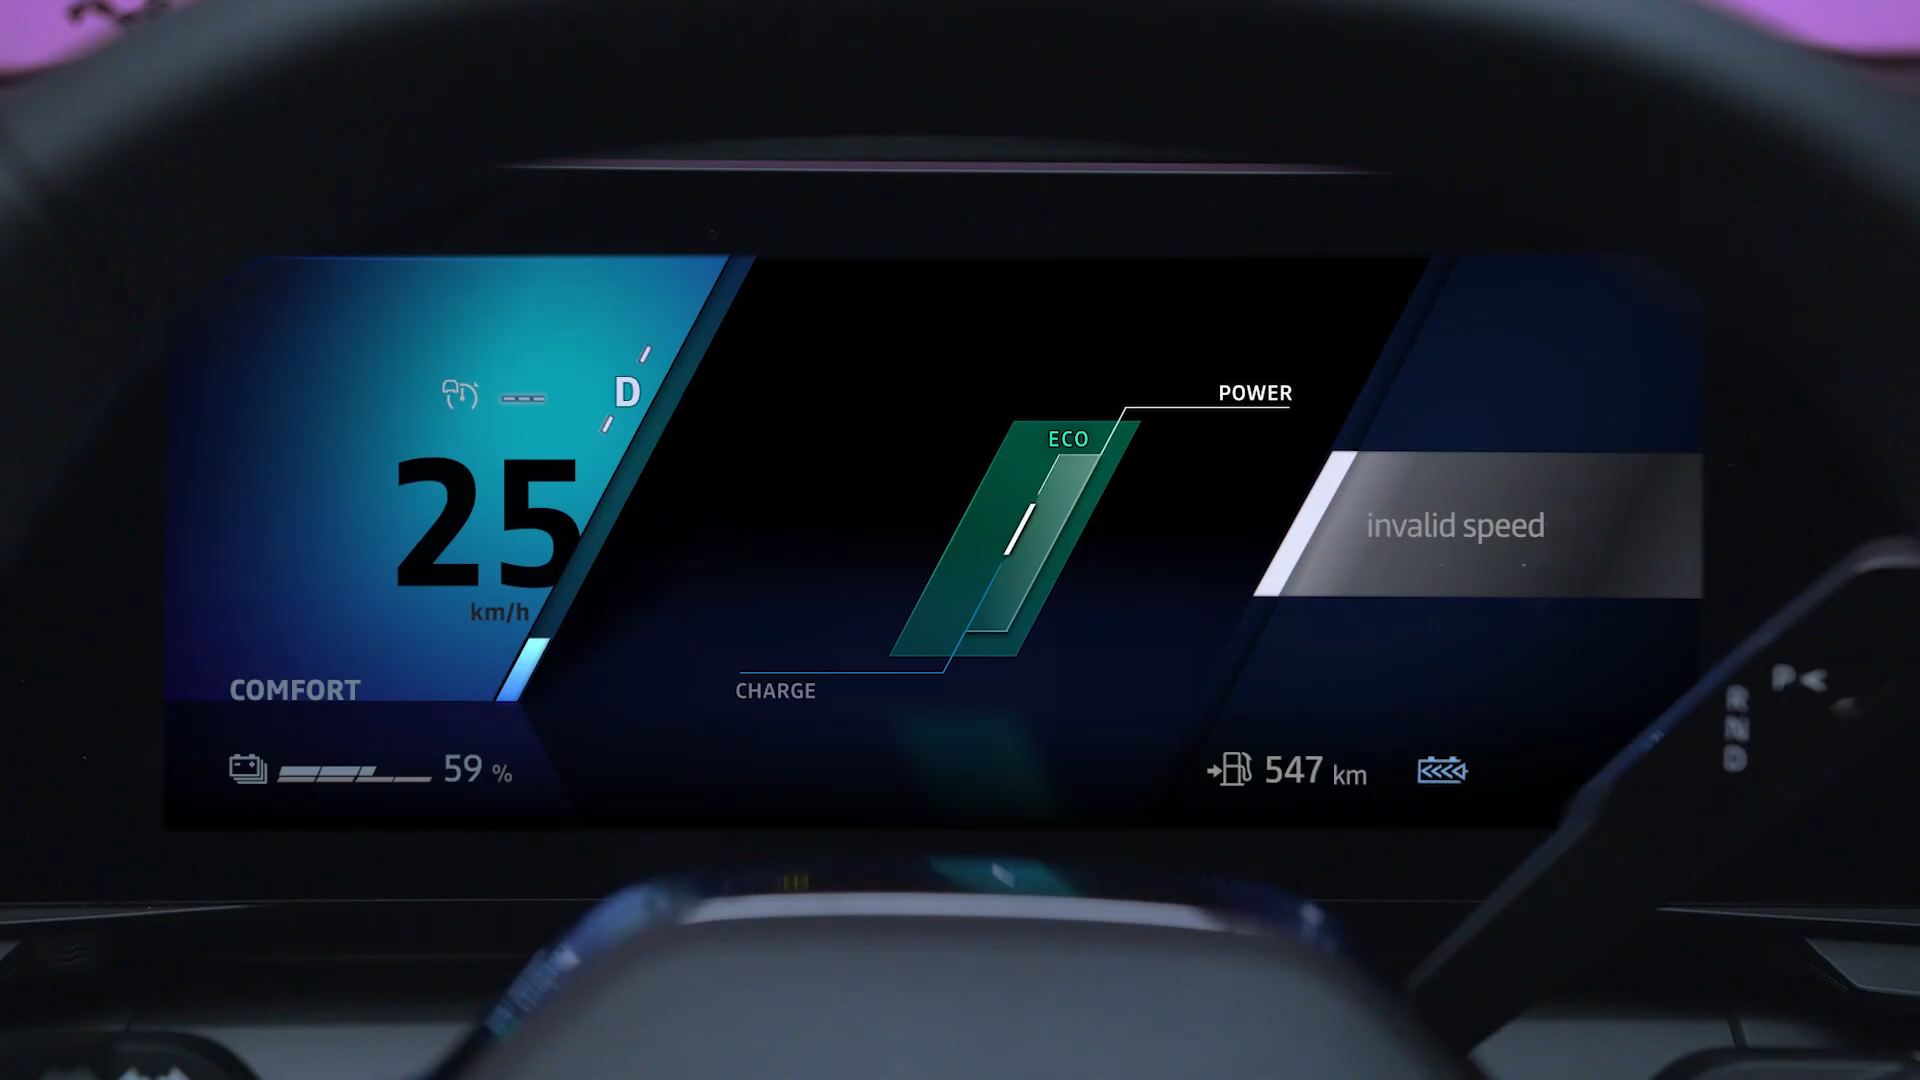 D
25
km/h
COMFORT
59 %
POWER
ECO
CHARGE
invalid speed
547 km
P
R
N
D